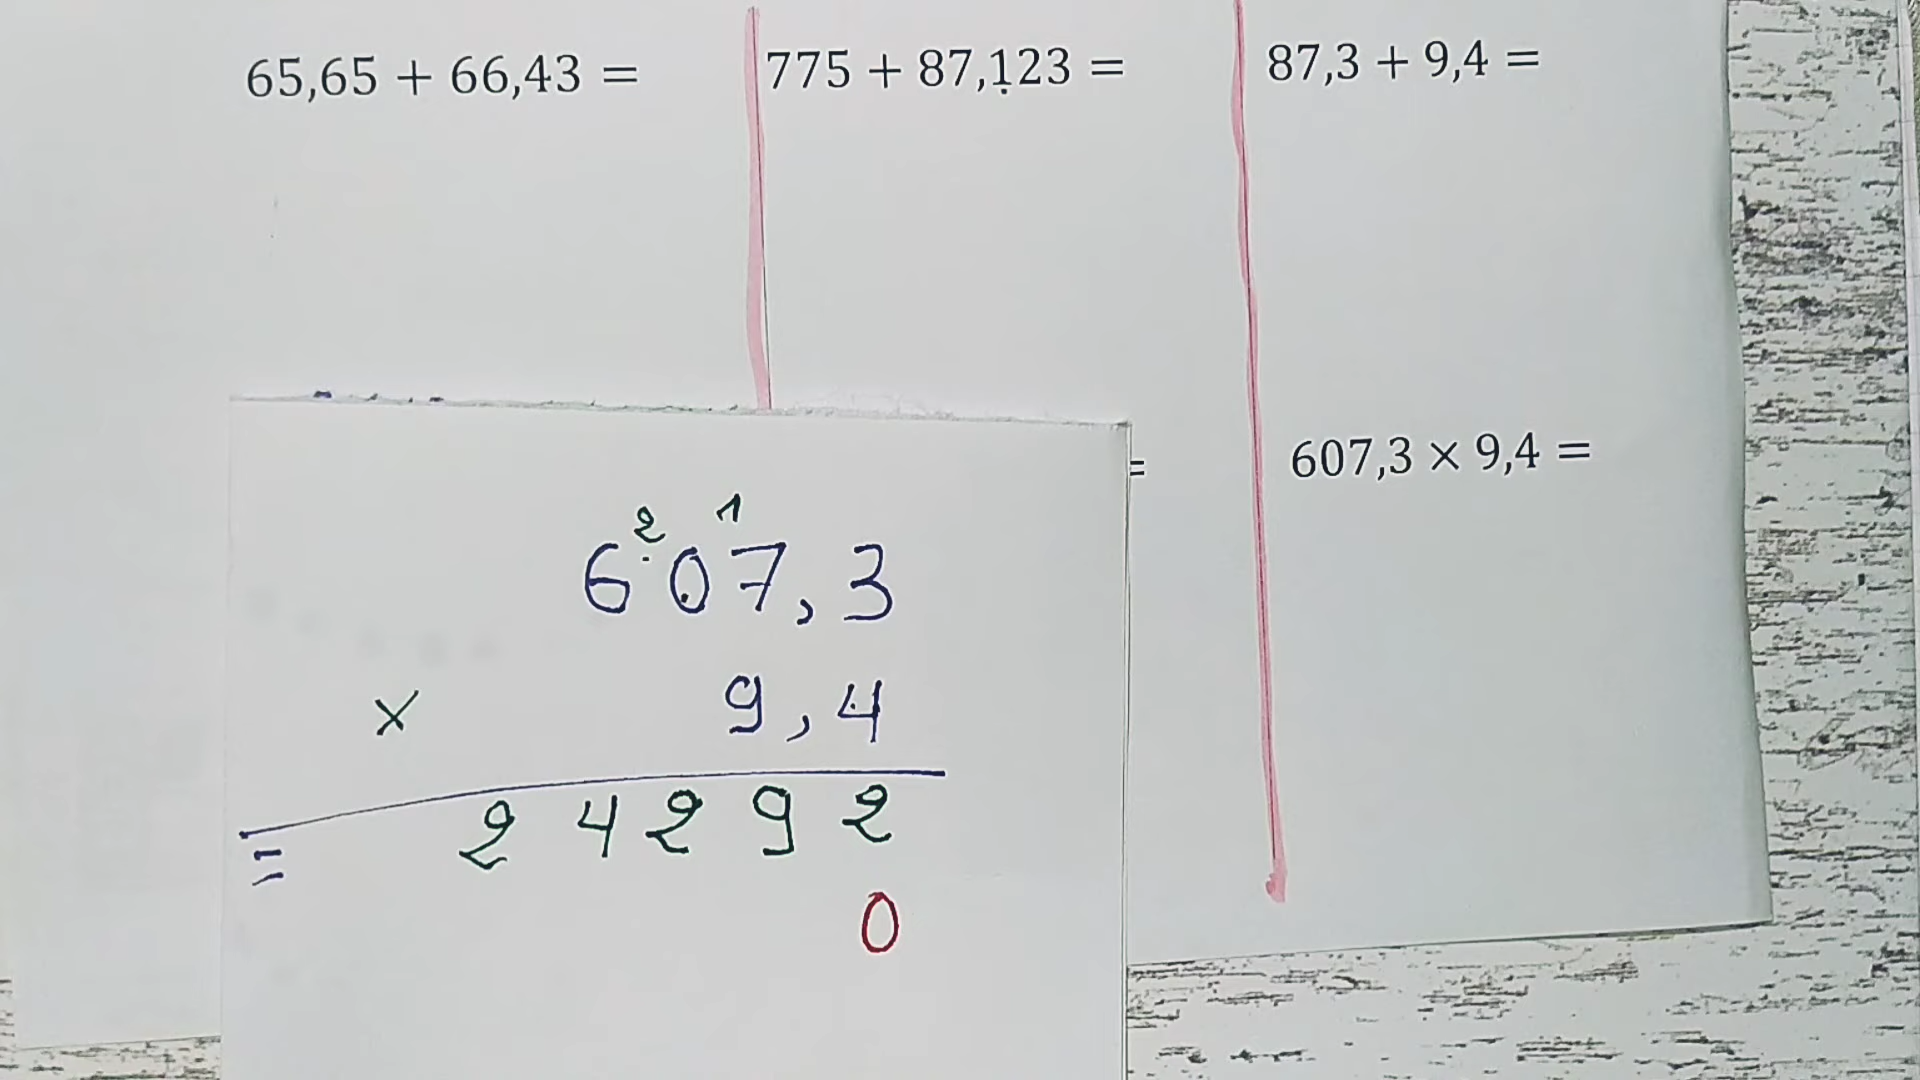 65,65 + 66,43 =
775 + 87,123 =
87,3 + 9,4 =
=
607,3 × 9,4 =
2 1
607,3
× 9,4
= 24292
0